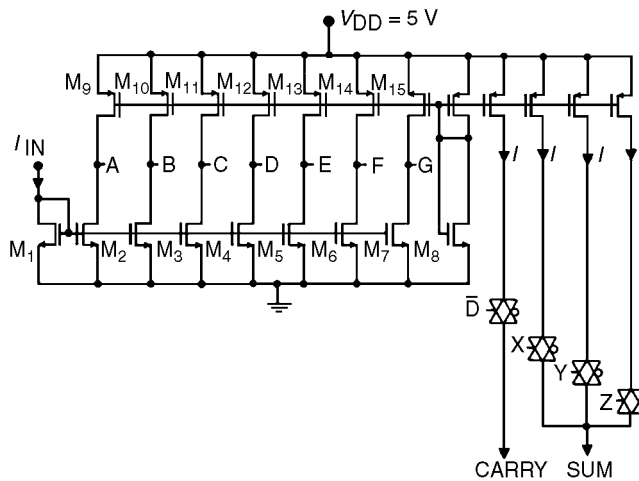 V_DD = 5 V
M_9 M_10 M_11 M_12 M_13 M_14 M_15
I_IN
A B C D E F G
I I I
M_1 M_2 M_3 M_4 M_5 M_6 M_7 M_8
D̅
X
Y
Z
CARRY SUM